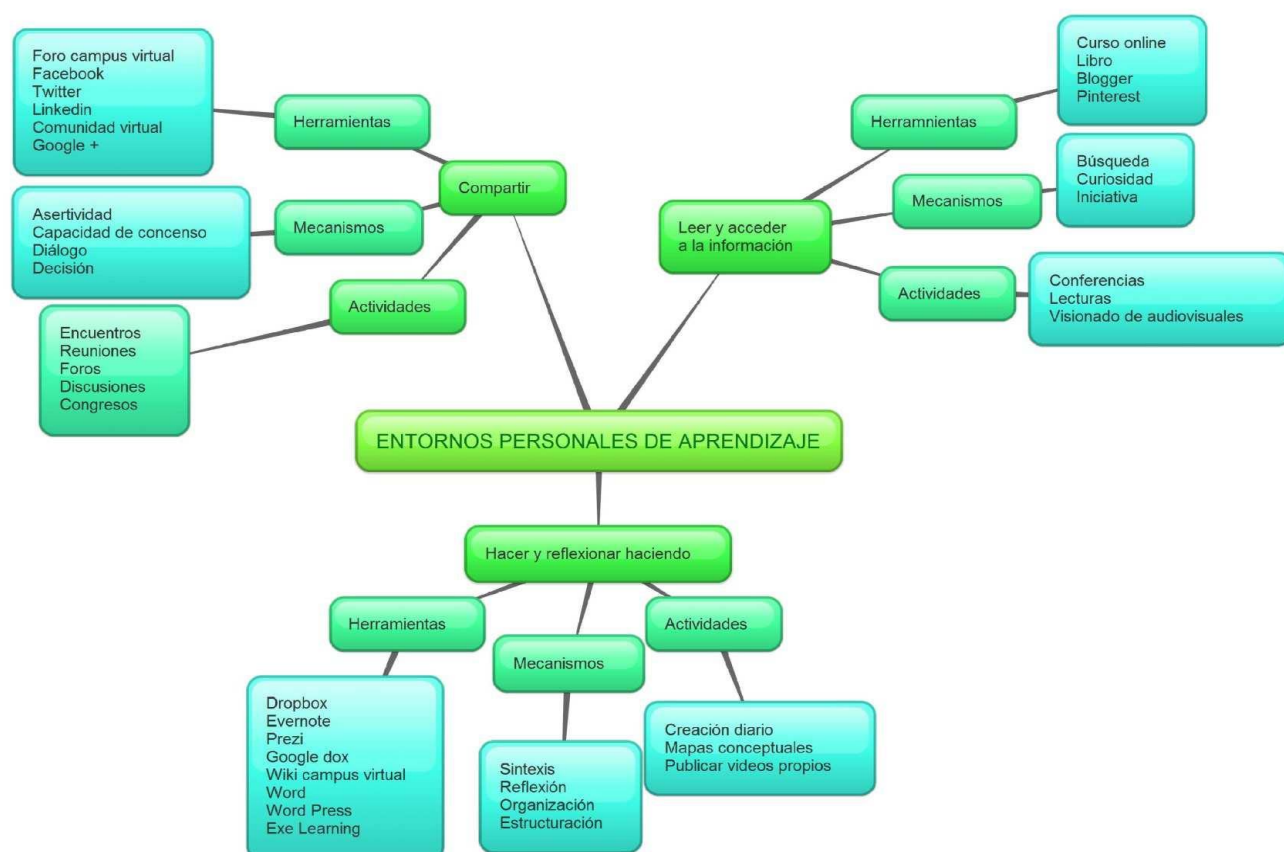 Foro campus virtual
Facebook
Twitter
Linkedin
Comunidad virtual
Google +
Herramientas
Compartir
Asertividad
Capacidad de concenso
Diálogo
Decisión
Mecanismos
Actividades
Encuentros
Reuniones
Foros
Discusiones
Congresos
Curso online
Libro
Blogger
Pinterest
Herramnientas
Búsqueda
Curiosidad
Iniciativa
Mecanismos
Leer y acceder
a la información
Actividades
Conferencias
Lecturas
Visionado de audiovisuales
ENTORNOS PERSONALES DE APRENDIZAJE
Hacer y reflexionar haciendo
Herramientas
Mecanismos
Actividades
Dropbox
Evernote
Prezi
Google dox
Wiki campus virtual
Word
Word Press
Exe Learning
Sintexis
Reflexión
Organización
Estructuración
Creación diario
Mapas conceptuales
Publicar videos propios